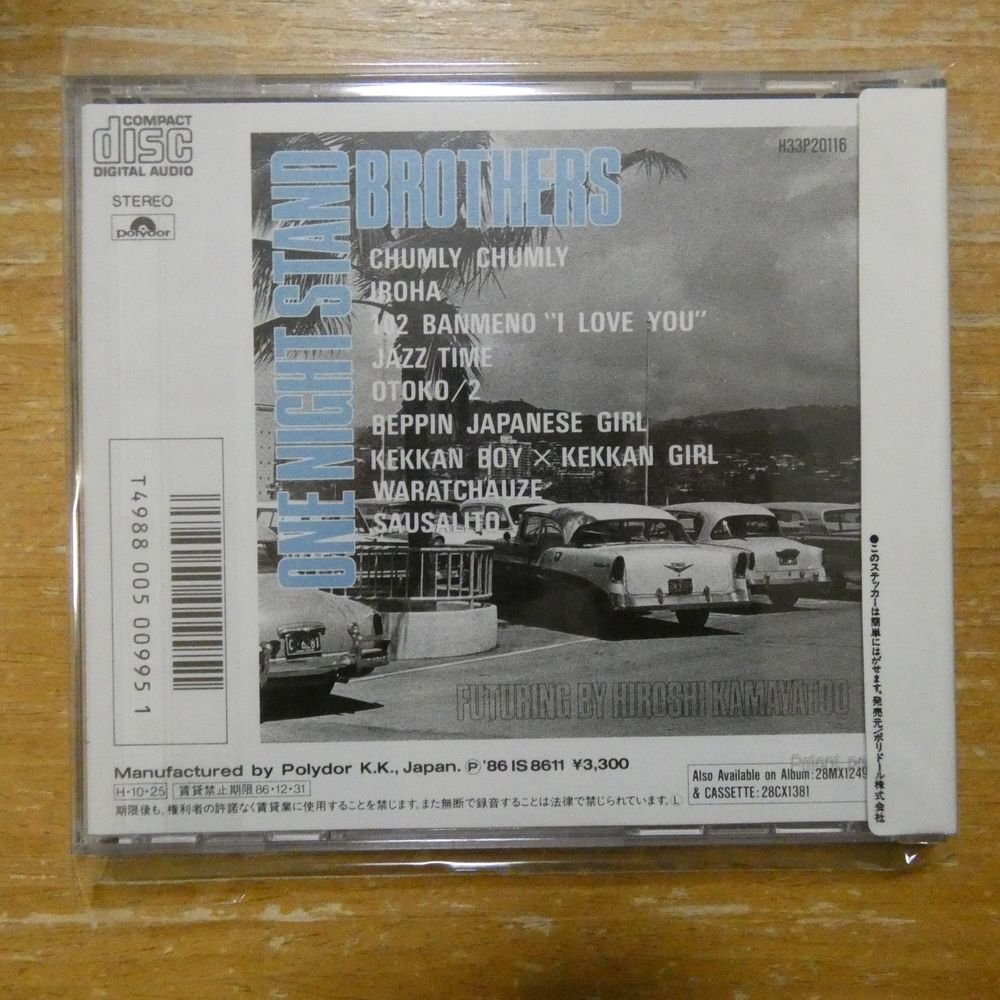 COMPACT
disc
DIGITAL AUDIO
STEREO
polydor
H33P20116
ONE NIGHT STAND
BROTHERS
CHUMLY CHUMLY
IROHA
102 BANMENO "I LOVE YOU"
JAZZ TIME
OTOKO/2
BEPPIN JAPANESE GIRL
KEKKAN BOY × KEKKAN GIRL
WARATCHAUZE
SAUSALITO
FUTURING BY HIROSHI KAMAYATOU
T4988 005 00995 1
Manufactured by Polydor K.K., Japan. Ⓟ '86 IS 8611 ¥3,300
H・10・25 賃貸禁止期限86・12・31
期限後も、権利者の許諾なく賃貸業に使用することを禁じます。また無断で録音することは法律で禁じられています。Ⓛ
Also Available on Album: 28MX1249
& CASSETTE: 28CX1381
●このステッカーは簡単にはがせます。発売元/ポリドール株式会社